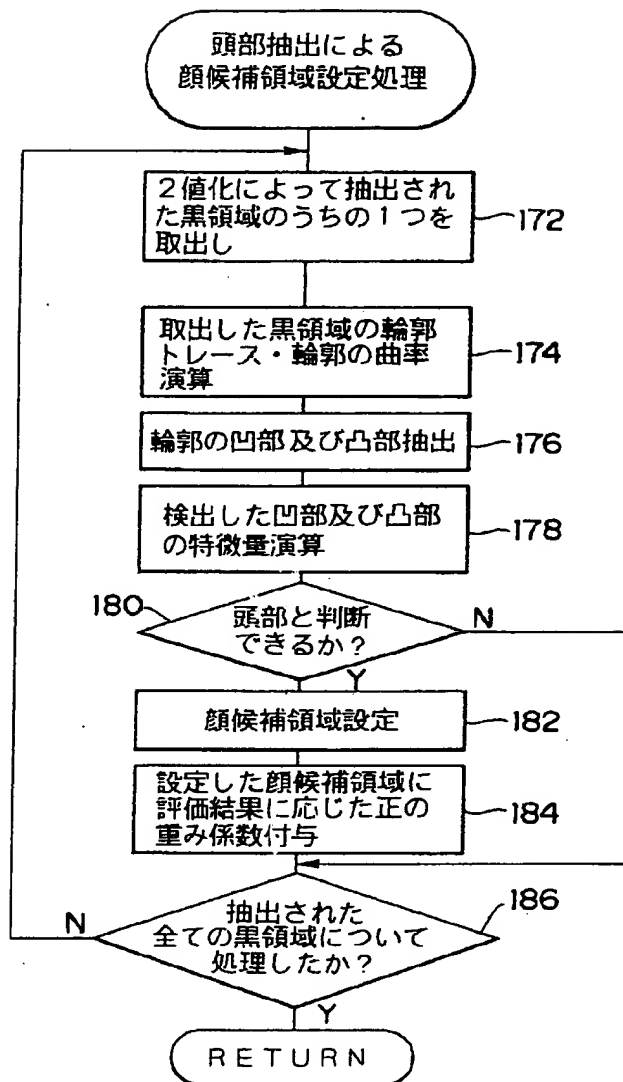 頭部抽出による
顔候補領域設定処理
２値化によって抽出され
た黒領域のうちの１つを
取出し
172
取出した黒領域の輪郭
トレース・輪郭の曲率
演算
174
輪郭の凹部及び凸部抽出
176
検出した凹部及び凸部
の特徴量演算
178
180
頭部と判断
できるか？
N
Y
顔候補領域設定
182
設定した顔候補領域に
評価結果に応じた正の
重み係数付与
184
N
抽出された
全ての黒領域について
処理したか？
186
Y
RETURN